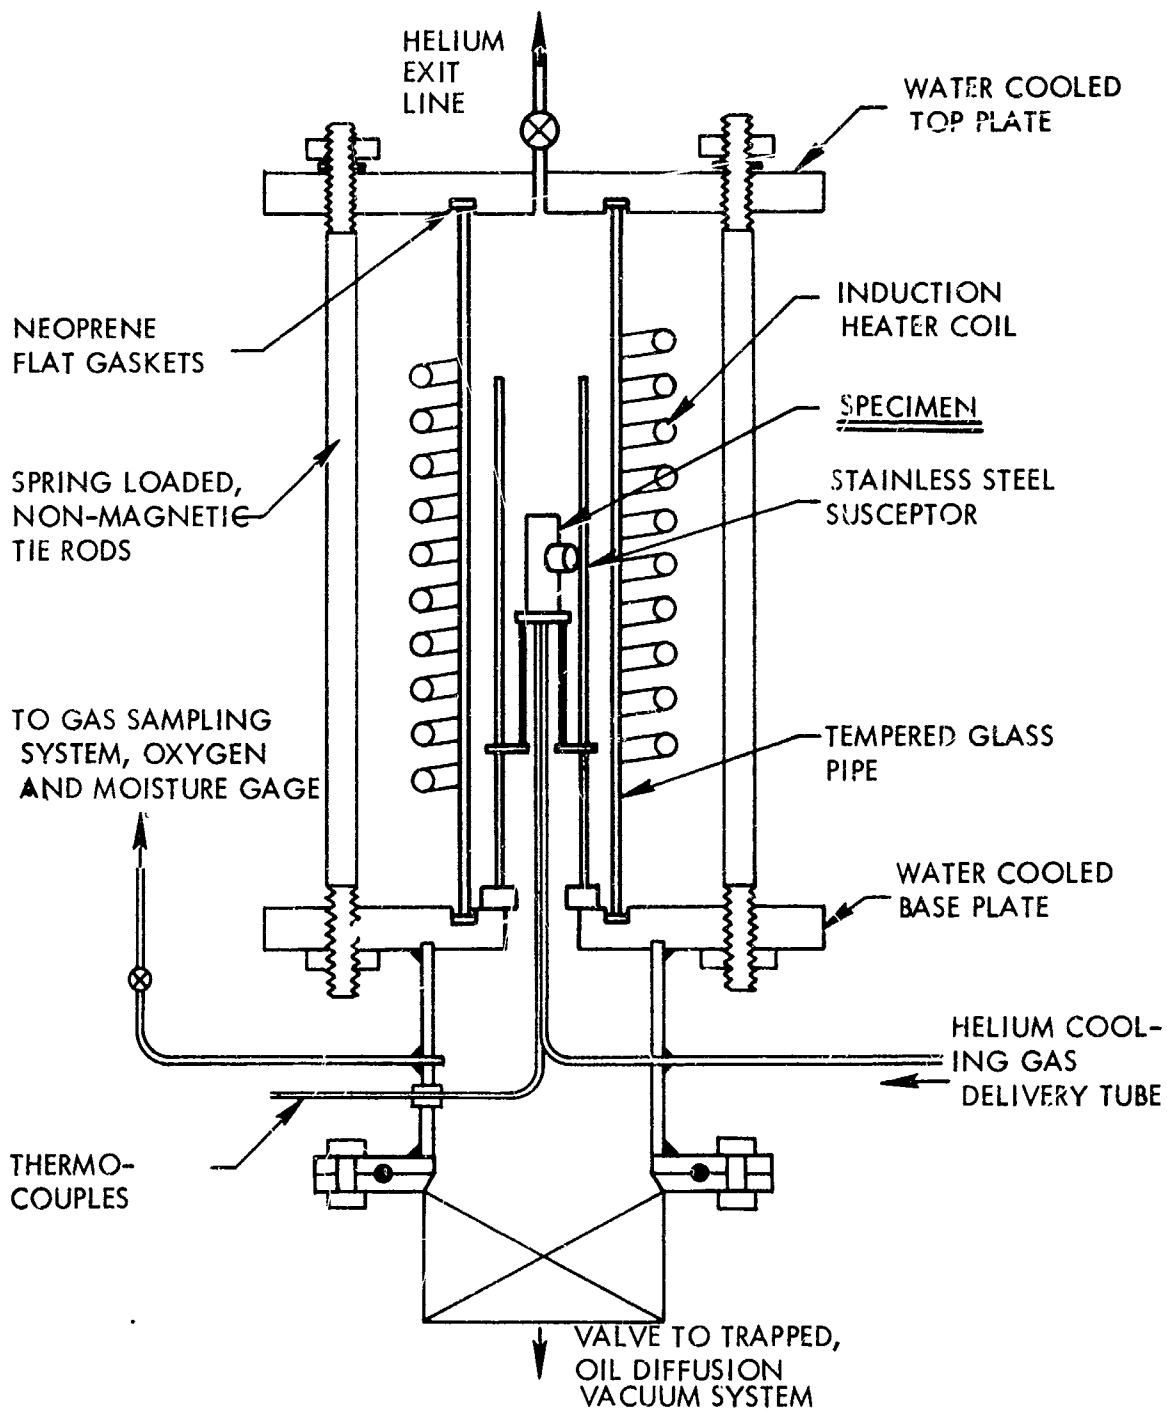 HELIUM
EXIT
LINE
WATER COOLED
TOP PLATE
INDUCTION
HEATER COIL
NEOPRENE
FLAT GASKETS
SPECIMEN
STAINLESS STEEL
SUSCEPTOR
SPRING LOADED,
NON-MAGNETIC
TIE RODS
TO GAS SAMPLING
SYSTEM, OXYGEN
AND MOISTURE GAGE
TEMPERED GLASS
PIPE
WATER COOLED
BASE PLATE
HELIUM COOL-
ING GAS
DELIVERY TUBE
THERMO-
COUPLES
VALVE TO TRAPPED,
OIL DIFFUSION
VACUUM SYSTEM